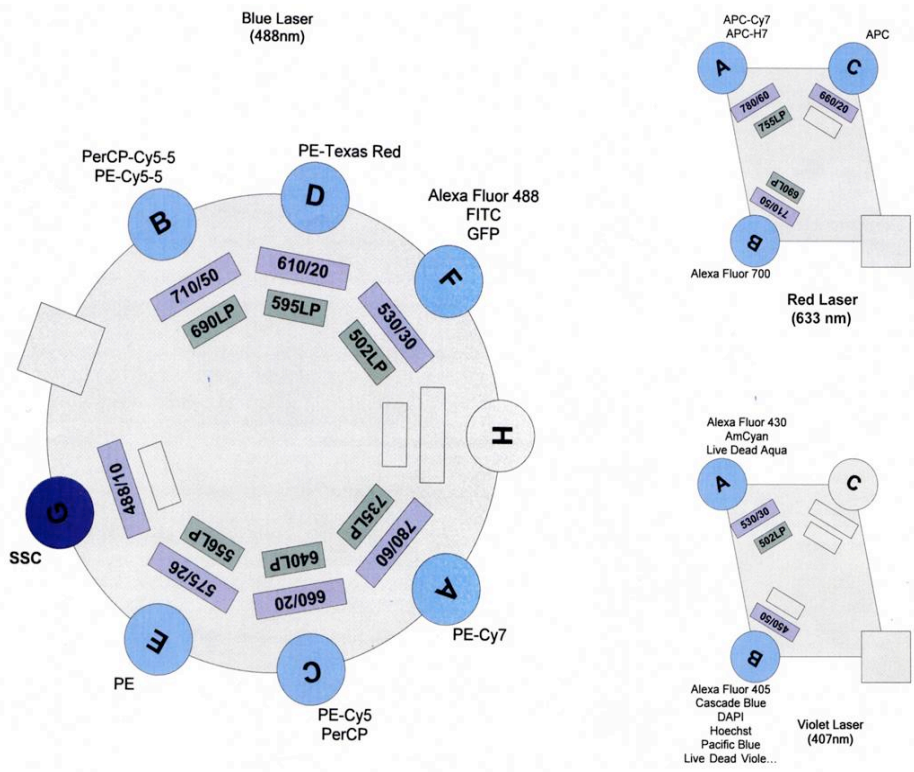 Blue Laser
(488nm)
PerCP-Cy5-5
PE-Cy5-5
B
710/50
690LP
PE-Texas Red
D
610/20
595LP
Alexa Fluor 488
FITC
GFP
F
530/30
502LP
H
735LP
780/60
A
PE-Cy7
640LP
660/20
C
PE-Cy5
PerCP
556LP
575/26
E
PE
488/10
G
SSC
APC-Cy7
APC-H7
A
780/60
755LP
APC
C
660/20
690LP
710/50
B
Alexa Fluor 700
Red Laser
(633 nm)
Alexa Fluor 430
AmCyan
Live Dead Aqua
A
530/30
502LP
C
450/50
B
Alexa Fluor 405
Cascade Blue
DAPI
Hoechst
Pacific Blue
Live Dead Viole...
Violet Laser
(407nm)